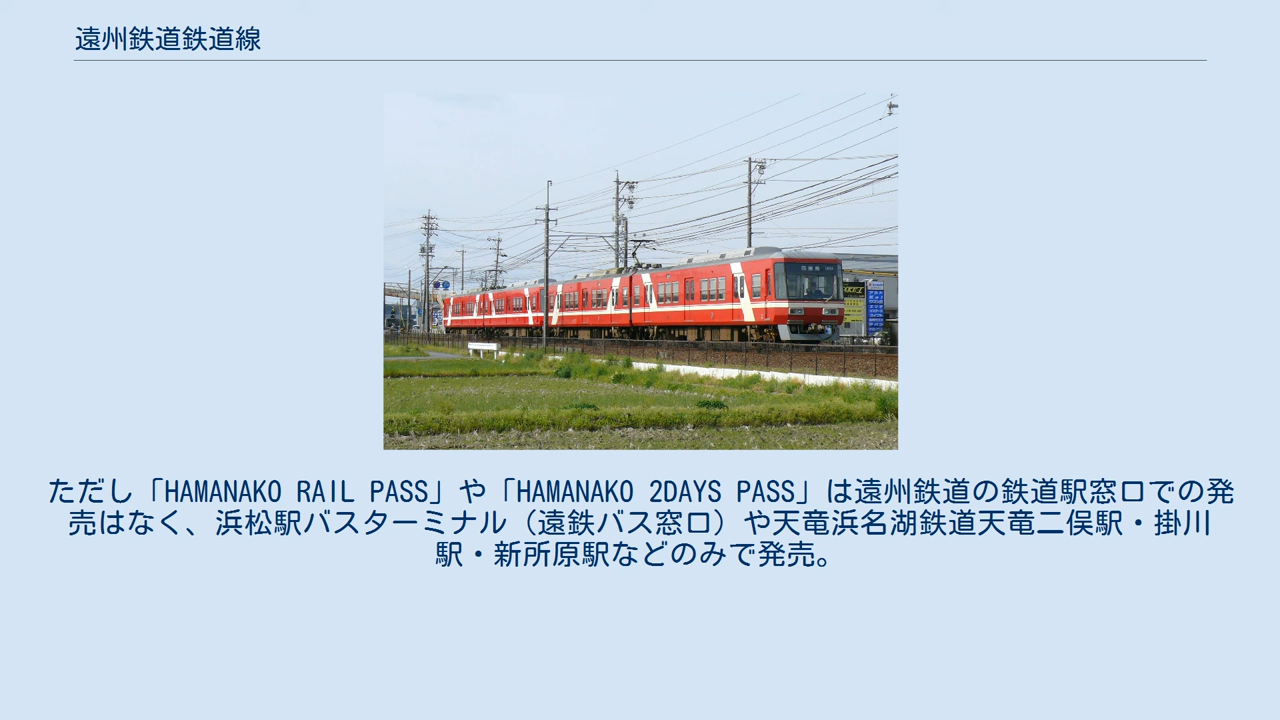 遠州鉄道鉄道線
ただし「HAMANAKO RAIL PASS」や「HAMANAKO 2DAYS PASS」は遠州鉄道の鉄道駅窓口での発
売はなく、浜松駅バスターミナル（遠鉄バス窓口）や天竜浜名湖鉄道天竜二俣駅・掛川
駅・新所原駅などのみで発売。